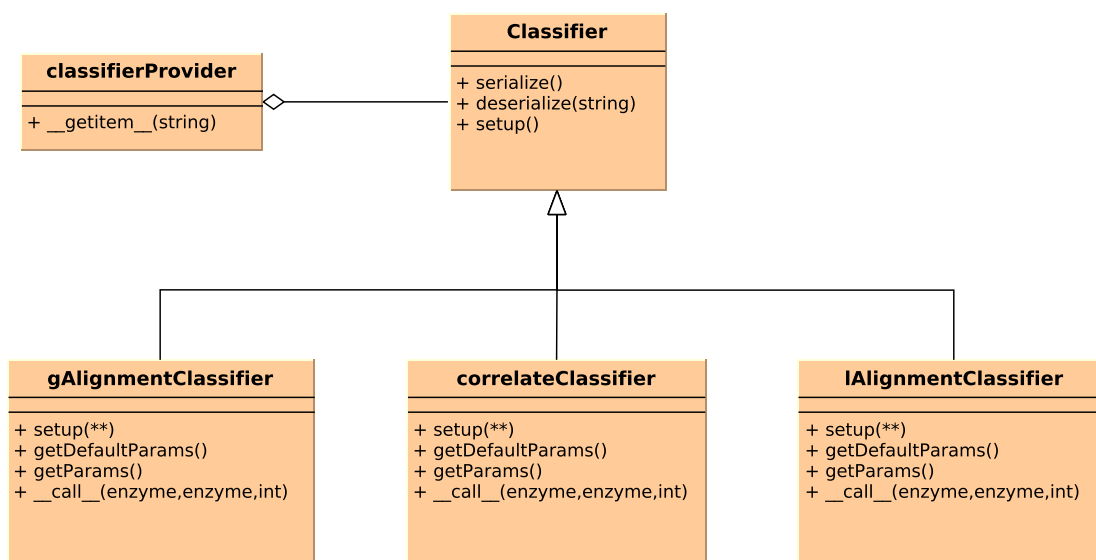 Classifier
+ serialize()
+ deserialize(string)
+ setup()
classifierProvider
+ __getitem__(string)
gAlignmentClassifier
+ setup(**)
+ getDefaultParams()
+ getParams()
+ __call__(enzyme,enzyme,int)
correlateClassifier
+ setup(**)
+ getDefaultParams()
+ getParams()
+ __call__(enzyme,enzyme,int)
lAlignmentClassifier
+ setup(**)
+ getDefaultParams()
+ getParams()
+ __call__(enzyme,enzyme,int)